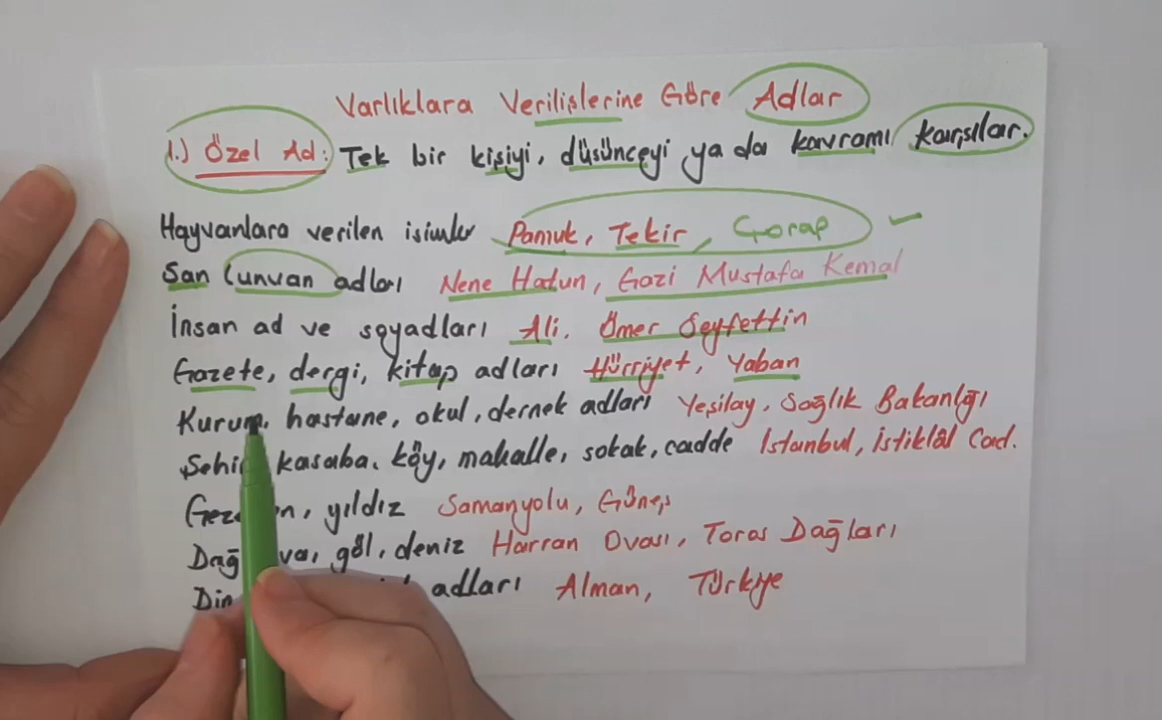 Varlıklara Verilişlerine Göre Adlar
1.) Özel Ad: Tek bir kişiyi, düşünceyi ya da kavramı karşılar.
Hayvanlara verilen isimler Pamuk, Tekir, Çorap
San (unvan adları Nene Hatun, Gazi Mustafa Kemal
İnsan ad ve soyadları Ali, Ömer Seyfettin
Gazete, dergi, kitap adları Hürriyet, Yaban
Kurum, hastane, okul, dernek adları Yeşilay, Sağlık Bakanlığı
kasaba, köy, mahalle, sokak, cadde İstanbul, İstiklâl Cad.
yıldız Samanyolu, Güneş
Dağ göl, deniz Harran Ovası, Toros Dağları
adları Alman, Türkiye